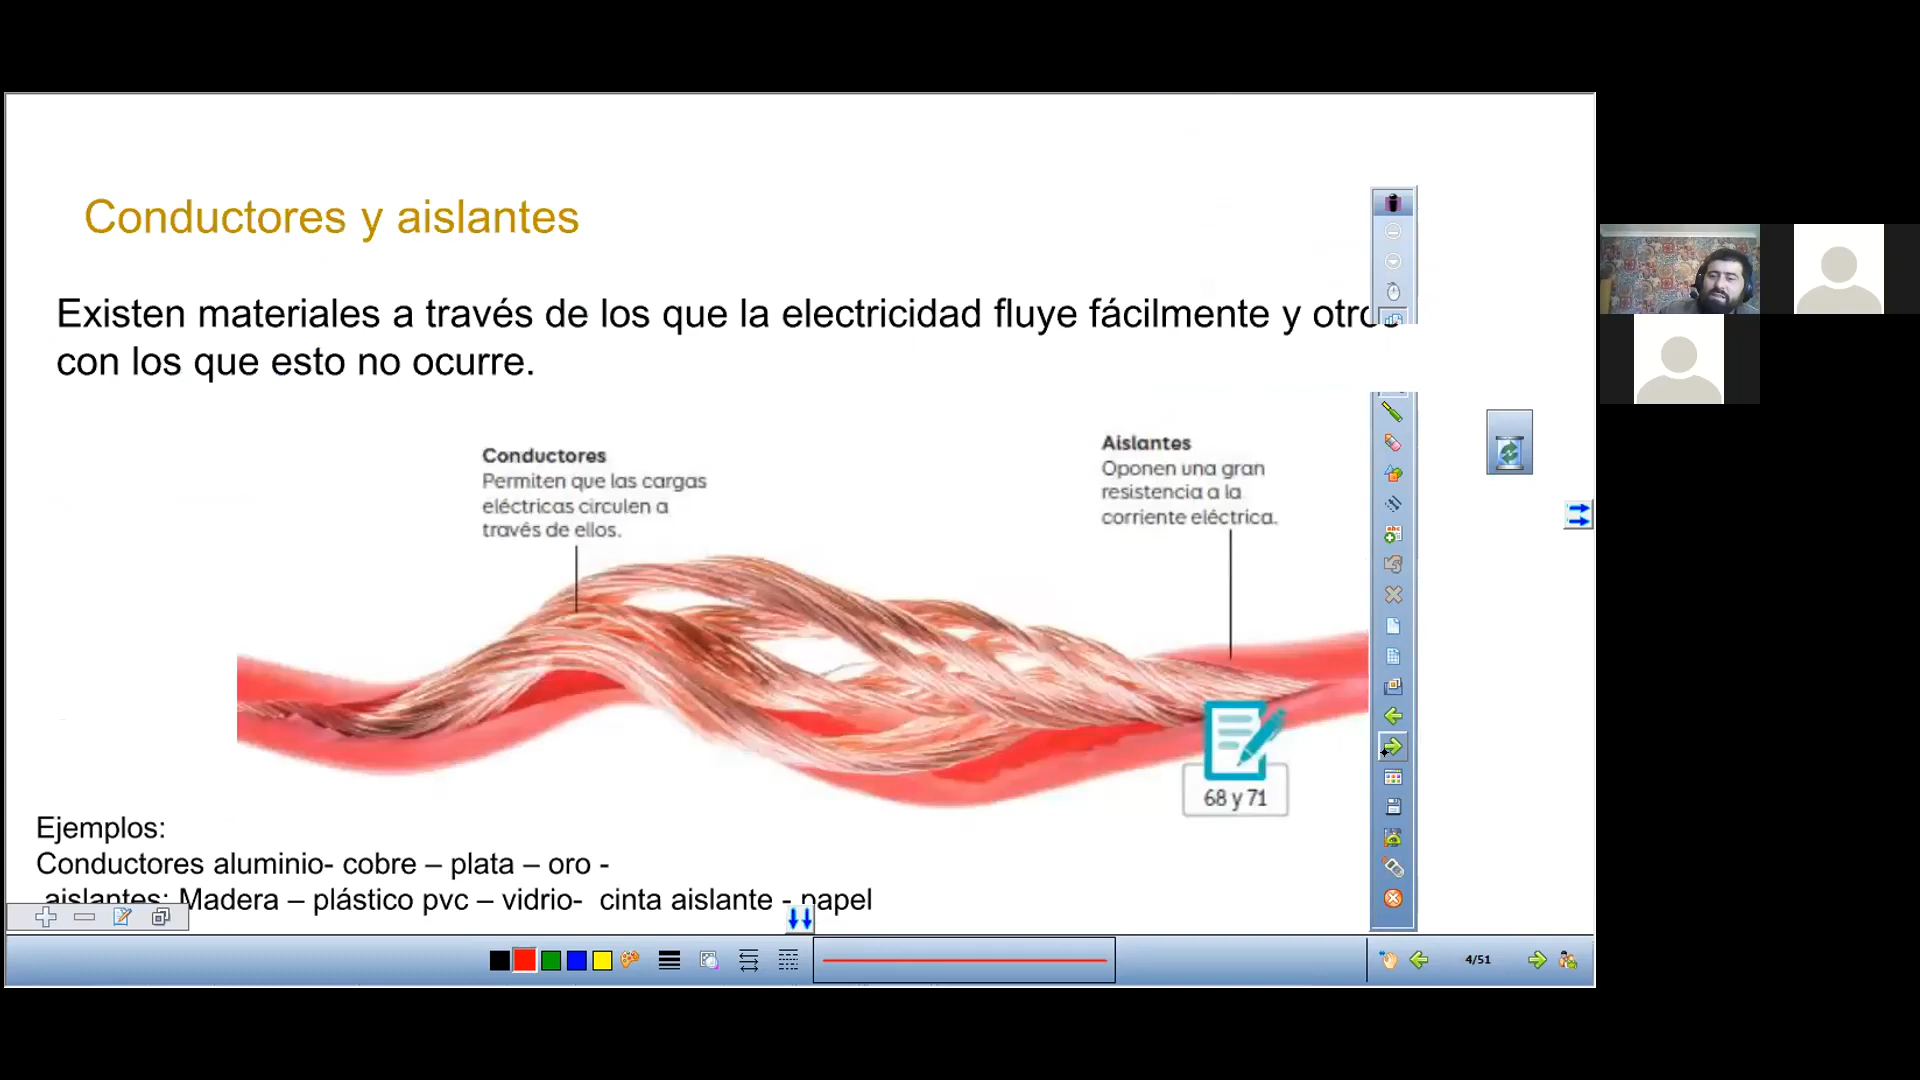 Conductores y aislantes
Existen materiales a través de los que la electricidad fluye fácilmente y otros
con los que esto no ocurre.
Conductores
Permiten que las cargas
eléctricas circulen a
través de ellos.
Aislantes
Oponen una gran
resistencia a la
corriente eléctrica.
68 y 71
Ejemplos:
Conductores aluminio- cobre – plata – oro -
aislantes: Madera – plástico pvc – vidrio- cinta aislante - papel
4/51